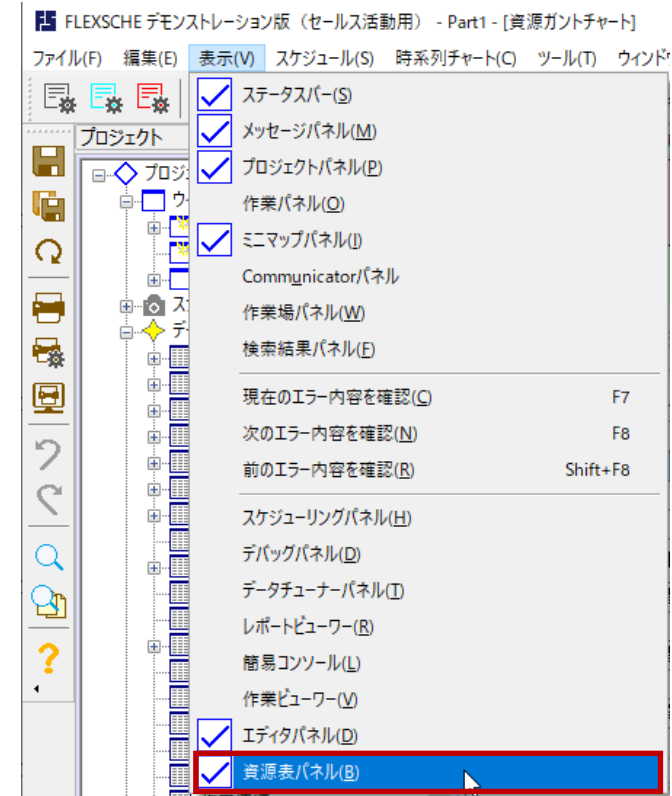 FLEXSCHE デモンストレーション版（セールス活動用） - Part1 - [資源ガントチャート]
ファイル(F) 編集(E) 表示(V) スケジュール(S) 時系列チャート(C) ツール(T) ウィンド
プロジェクト
ステータスバー(S)
メッセージパネル(M)
プロジェクトパネル(P)
作業パネル(O)
ミニマップパネル(I)
Communicatorパネル
作業場パネル(W)
検索結果パネル(F)
現在のエラー内容を確認(C) F7
次のエラー内容を確認(N) F8
前のエラー内容を確認(R) Shift+F8
スケジューリングパネル(H)
デバッグパネル(D)
データチューナーパネル(T)
レポートビューワー(R)
簡易コンソール(L)
作業ビューワー(V)
エディタパネル(D)
資源表パネル(B)